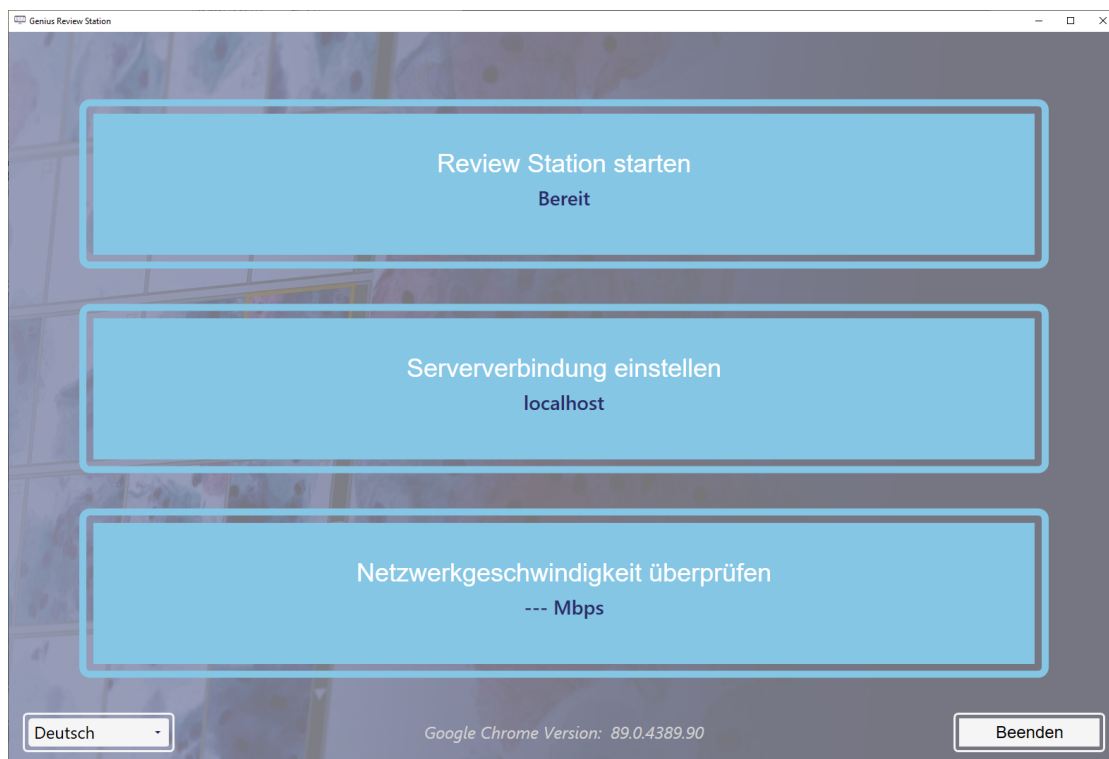 Genius Review Station
Review Station starten
Bereit
Serververbindung einstellen
localhost
Netzwerkgeschwindigkeit überprüfen
--- Mbps
Deutsch
Google Chrome Version: 89.0.4389.90
Beenden